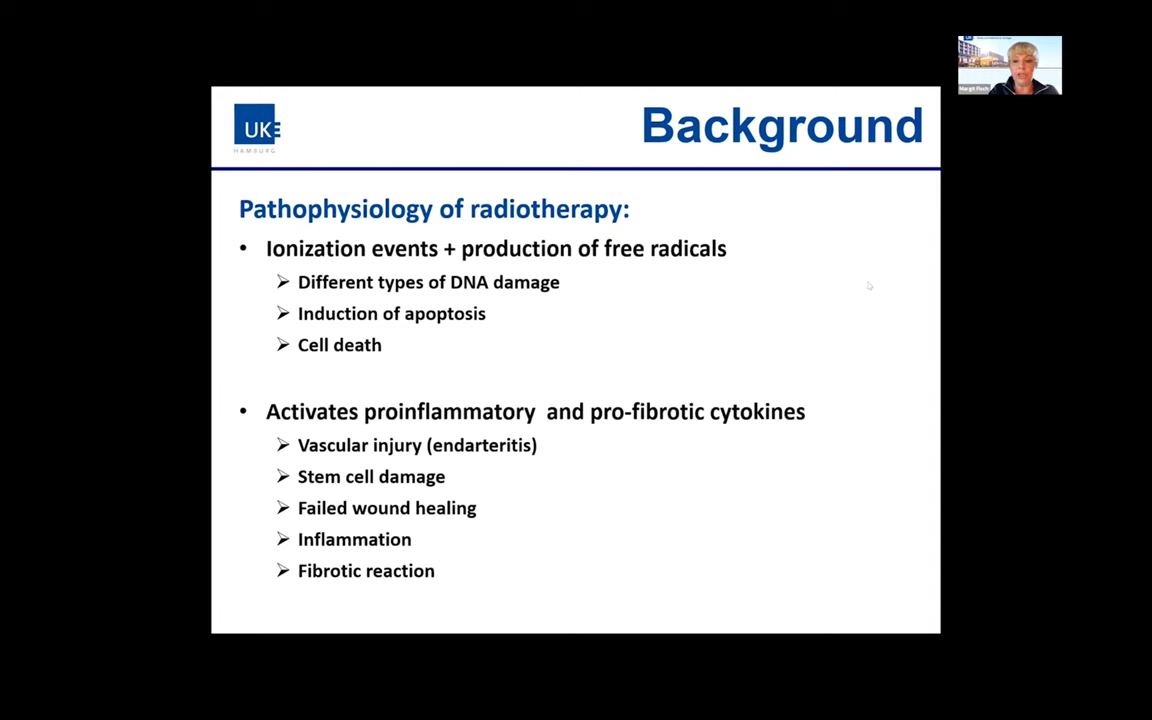 Margit Fisch
UKE
HAMBURG
Background
Pathophysiology of radiotherapy:
• Ionization events + production of free radicals
➢ Different types of DNA damage
➢ Induction of apoptosis
➢ Cell death
• Activates proinflammatory  and pro-fibrotic cytokines
➢ Vascular injury (endarteritis)
➢ Stem cell damage
➢ Failed wound healing
➢ Inflammation
➢ Fibrotic reaction